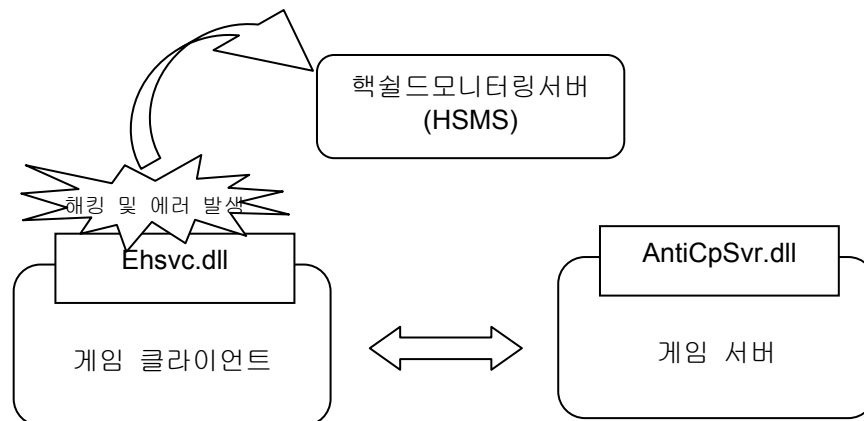 핵쉴드모니터링서버
(HSMS)
해킹 및 에러 발생
Ehsvc.dll
AntiCpSvr.dll
게임 클라이언트
게임 서버